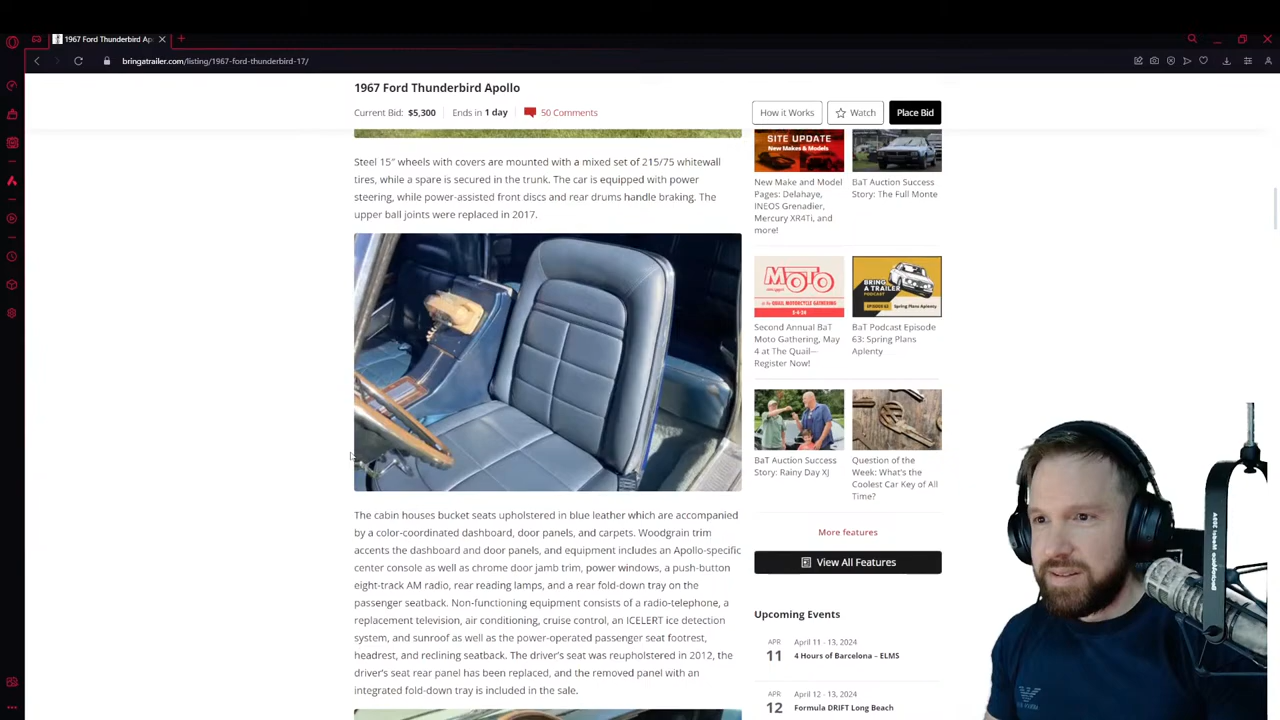 1967 Ford Thunderbird Ap
bringatrailer.com/listing/1967-ford-thunderbird-17/
1967 Ford Thunderbird Apollo
Current Bid: $5,300
Ends in 1 day
50 Comments
How it Works
Watch
Place Bid
Steel 15" wheels with covers are mounted with a mixed set of 215/75 whitewall
tires, while a spare is secured in the trunk. The car is equipped with power
steering, while power-assisted front discs and rear drums handle braking. The
upper ball joints were replaced in 2017.
The cabin houses bucket seats upholstered in blue leather which are accompanied
by a color-coordinated dashboard, door panels, and carpets. Woodgrain trim
accents the dashboard and door panels, and equipment includes an Apollo-specific
center console as well as chrome door jamb trim, power windows, a push-button
eight-track AM radio, rear reading lamps, and a rear fold-down tray on the
passenger seatback. Non-functioning equipment consists of a radio-telephone, a
replacement television, air conditioning, cruise control, an ICELERT ice detection
system, and sunroof as well as the power-operated passenger seat footrest,
headrest, and reclining seatback. The driver's seat was reupholstered in 2012, the
driver's seat rear panel has been replaced, and the removed panel with an
integrated fold-down tray is included in the sale.
SITE UPDATE
New Makes & Models
New Make and Model
Pages: Delahaye,
INEOS Grenadier,
Mercury XR4Ti, and
more!
BaT Auction Success
Story: The Full Monte
MOTO
Second Annual BaT
Moto Gathering, May
4 at The Quail—
Register Now!
BRING
A TRAILER
PODCAST
Spring Plans Aplenty
BaT Podcast Episode
63: Spring Plans
Aplenty
BaT Auction Success
Story: Rainy Day XJ
Question of the
Week: What's the
Coolest Car Key of All
Time?
More features
View All Features
Upcoming Events
APR
11
April 11 - 13, 2024
4 Hours of Barcelona – ELMS
APR
12
April 12 - 14, 2024
Formula DRIFT Long Beach